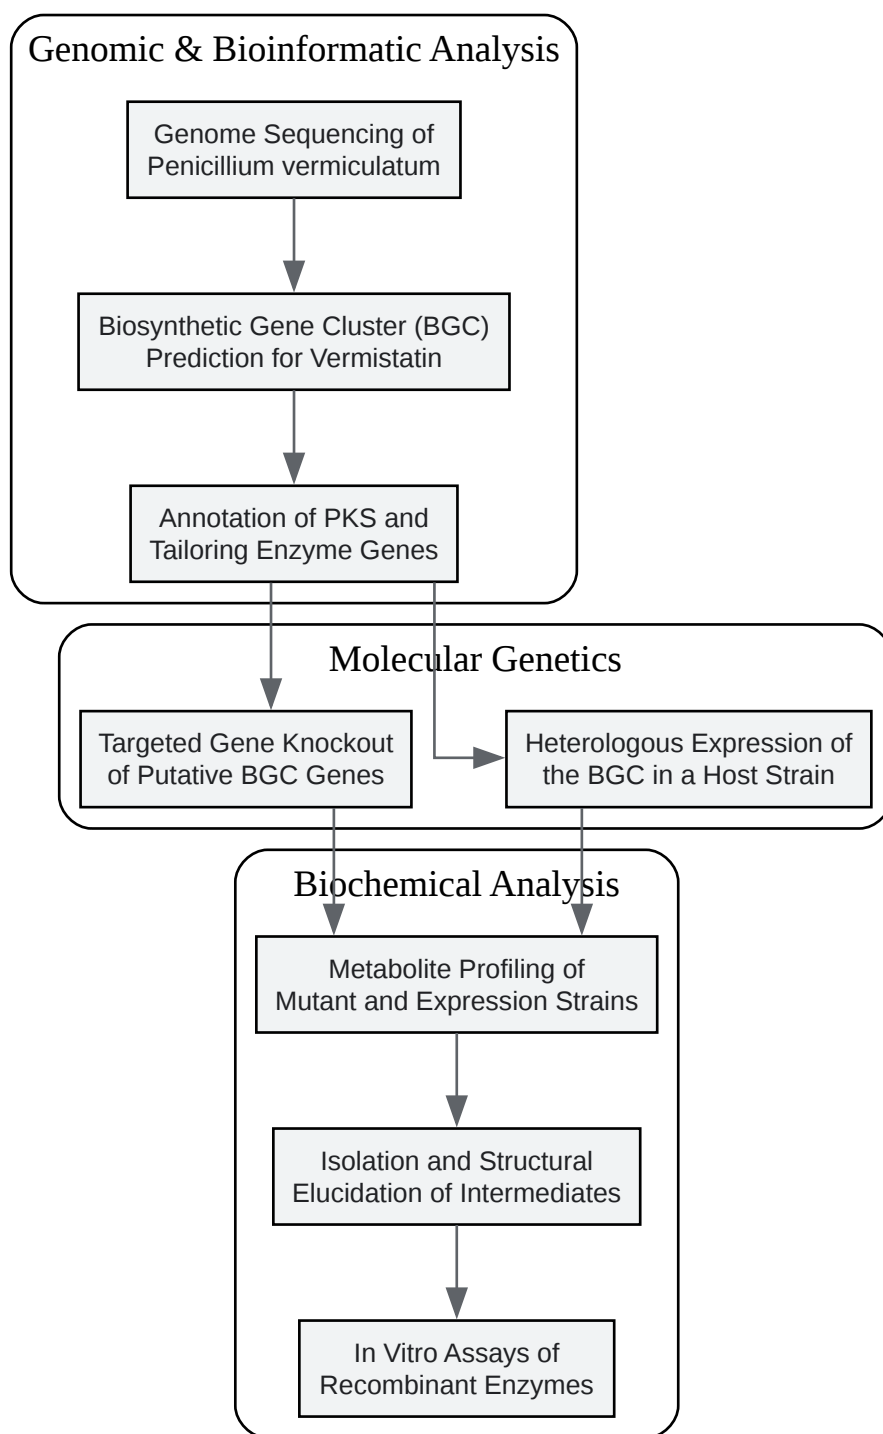 Genomic & Bioinformatic Analysis
Genome Sequencing of
Penicillium vermiculatum
Biosynthetic Gene Cluster (BGC)
Prediction for Vermistatin
Annotation of PKS and
Tailoring Enzyme Genes
Molecular Genetics
Targeted Gene Knockout
of Putative BGC Genes
Heterologous Expression of
the BGC in a Host Strain
Biochemical Analysis
Metabolite Profiling of
Mutant and Expression Strains
Isolation and Structural
Elucidation of Intermediates
In Vitro Assays of
Recombinant Enzymes